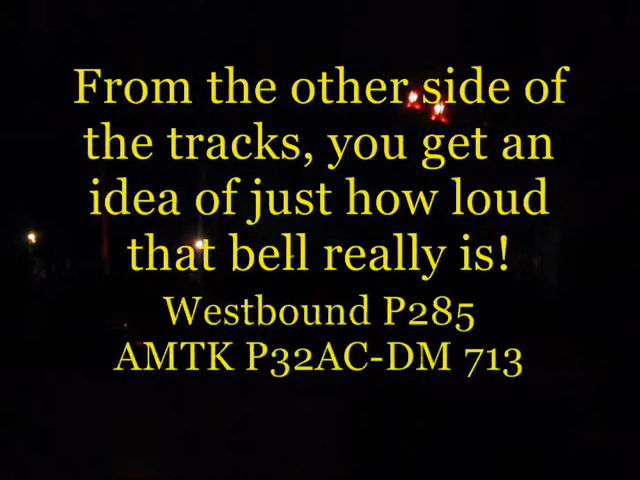 From the other side of
the tracks, you get an
idea of just how loud
that bell really is!
Westbound P285
AMTK P32AC-DM 713